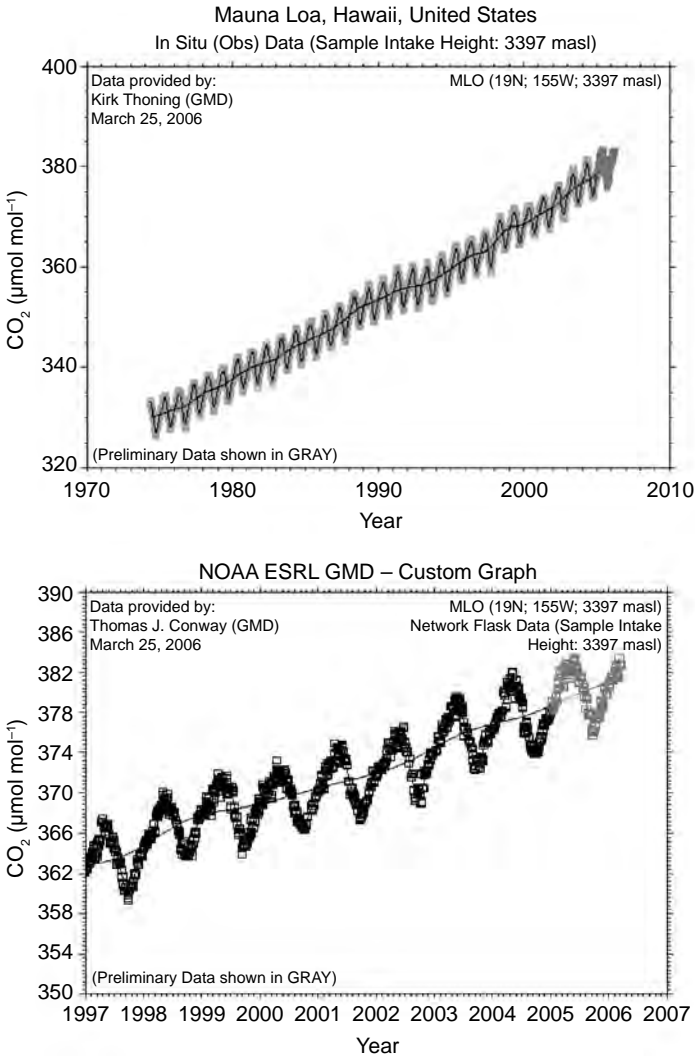 Mauna Loa, Hawaii, United States
In Situ (Obs) Data (Sample Intake Height: 3397 masl)
400
Data provided by:
Kirk Thoning (GMD)
March 25, 2006
MLO (19N; 155W; 3397 masl)
380
360
340
320
CO₂ (μmol mol⁻¹)
(Preliminary Data shown in GRAY)
1970 1980 1990 2000 2010
Year
NOAA ESRL GMD – Custom Graph
390
Data provided by:
Thomas J. Conway (GMD)
March 25, 2006
MLO (19N; 155W; 3397 masl)
Network Flask Data (Sample Intake
Height: 3397 masl)
386
382
378
374
370
366
362
358
354
350
CO₂ (μmol mol⁻¹)
(Preliminary Data shown in GRAY)
1997 1998 1999 2000 2001 2002 2003 2004 2005 2006 2007
Year